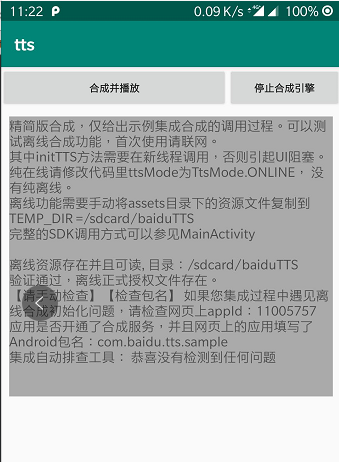 11:22 0.09 K/s 100%
tts
合成并播放 停止合成引擎
精简版合成，仅给出示例集成合成的调用过程。可以测
试离线合成功能，首次使用请联网。
其中initTTS方法需要在新线程调用，否则引起UI阻塞。
纯在线请修改代码里ttsMode为TtsMode.ONLINE， 没
有纯离线。
离线功能需要手动将assets目录下的资源文件复制到
TEMP_DIR =/sdcard/baiduTTS
完整的SDK调用方式可以参见MainActivity
离线资源存在并且可读, 目录：/sdcard/baiduTTS
验证通过，离线正式授权文件存在。
【请手动检查】【检查包名】 如果您集成过程中遇见离
线合成初始化问题，请检查网页上appId：11005757
应用是否开通了合成服务，并且网页上的应用填写了
Android包名：com.baidu.tts.sample
集成自动排查工具： 恭喜没有检测到任何问题